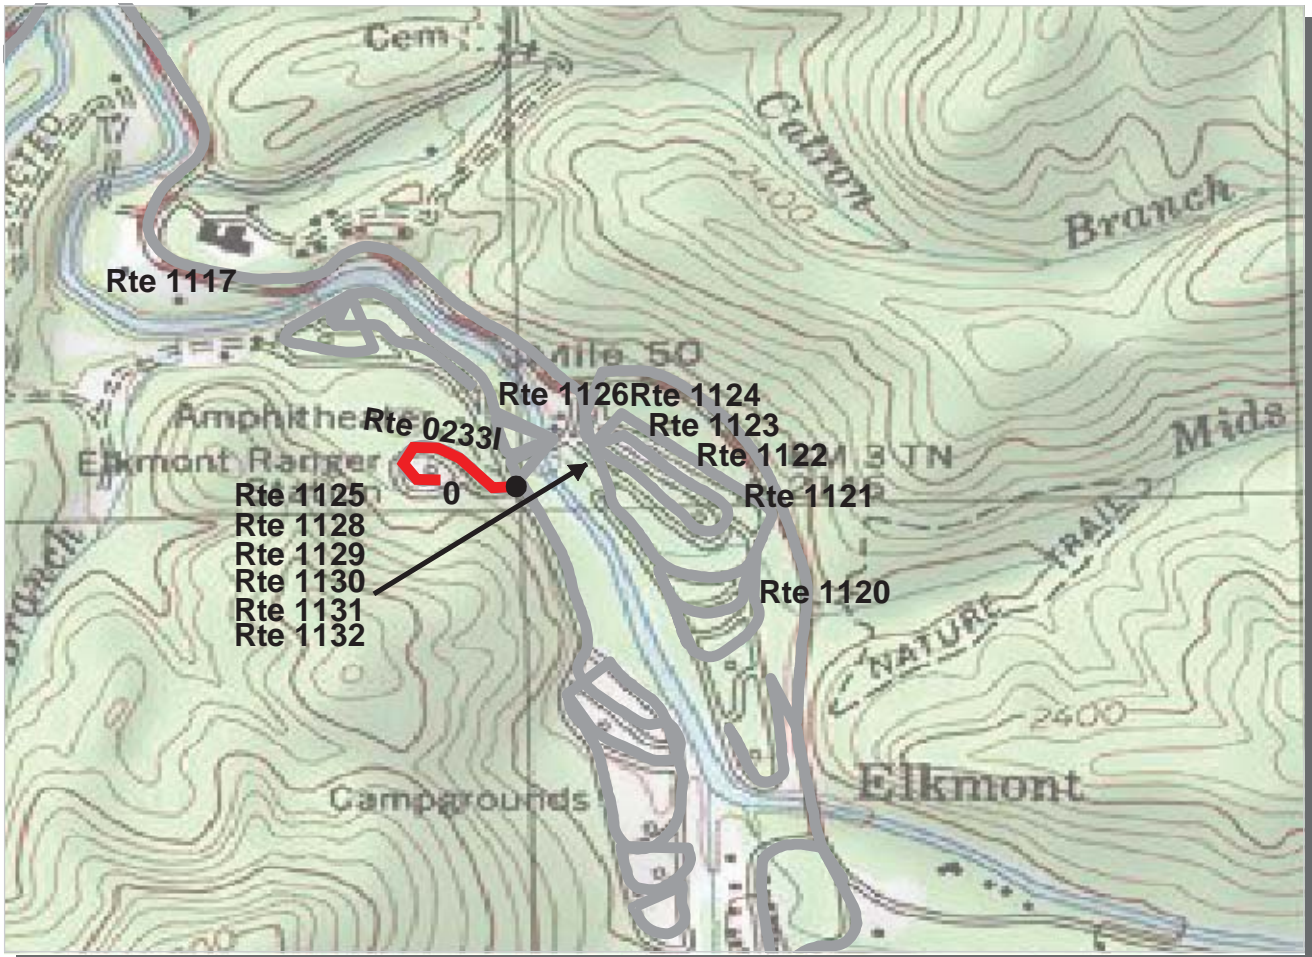 Cem
Catron
2400
Branch
Rte 1117
Mile 50
Rte 1126
Rte 1124
Amphitheater
Rte 0233I
Rte 1123
Mids
Rte 1122
3 TN
Elkmont Ranger
0
Rte 1121
Rte 1125
Rte 1128
Rte 1129
Rte 1130
Rte 1131
Rte 1132
Rte 1120
TRAIL
NATURE
2400
Elkmont
Campgrounds